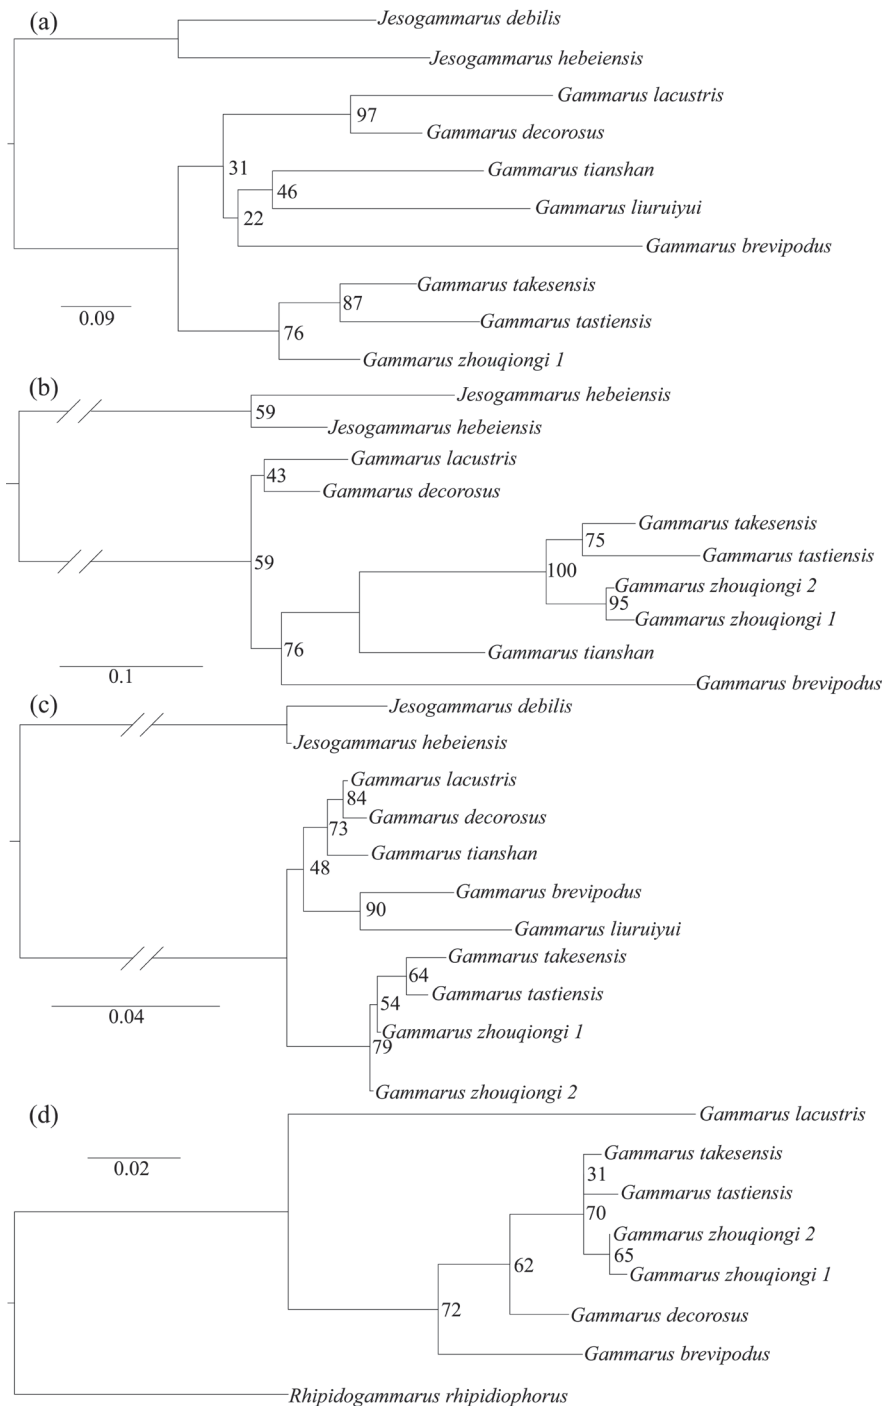 (a)
Jesogammarus debilis
Jesogammarus hebeiensis
Gammarus lacustris
97
Gammarus decorosus
31
Gammarus tianshan
46
Gammarus liuruiyui
22
Gammarus brevipodus
Gammarus takesensis
87
0.09
Gammarus tastiensis
76
Gammarus zhouqiongi 1
(b)
Jesogammarus hebeiensis
59
Jesogammarus hebeiensis
Gammarus lacustris
43
Gammarus decorosus
Gammarus takesensis
75
Gammarus tastiensis
59
100
Gammarus zhouqiongi 2
95
Gammarus zhouqiongi 1
76
Gammarus tianshan
0.1
Gammarus brevipodus
(c)
Jesogammarus debilis
Jesogammarus hebeiensis
Gammarus lacustris
84
Gammarus decorosus
73
Gammarus tianshan
48
Gammarus brevipodus
90
Gammarus liuruiyui
Gammarus takesensis
64
Gammarus tastiensis
54
0.04
Gammarus zhouqiongi 1
79
Gammarus zhouqiongi 2
(d)
Gammarus lacustris
Gammarus takesensis
0.02
31
Gammarus tastiensis
70
Gammarus zhouqiongi 2
65
62
Gammarus zhouqiongi 1
72
Gammarus decorosus
Gammarus brevipodus
Rhipidogammarus rhipidiophorus